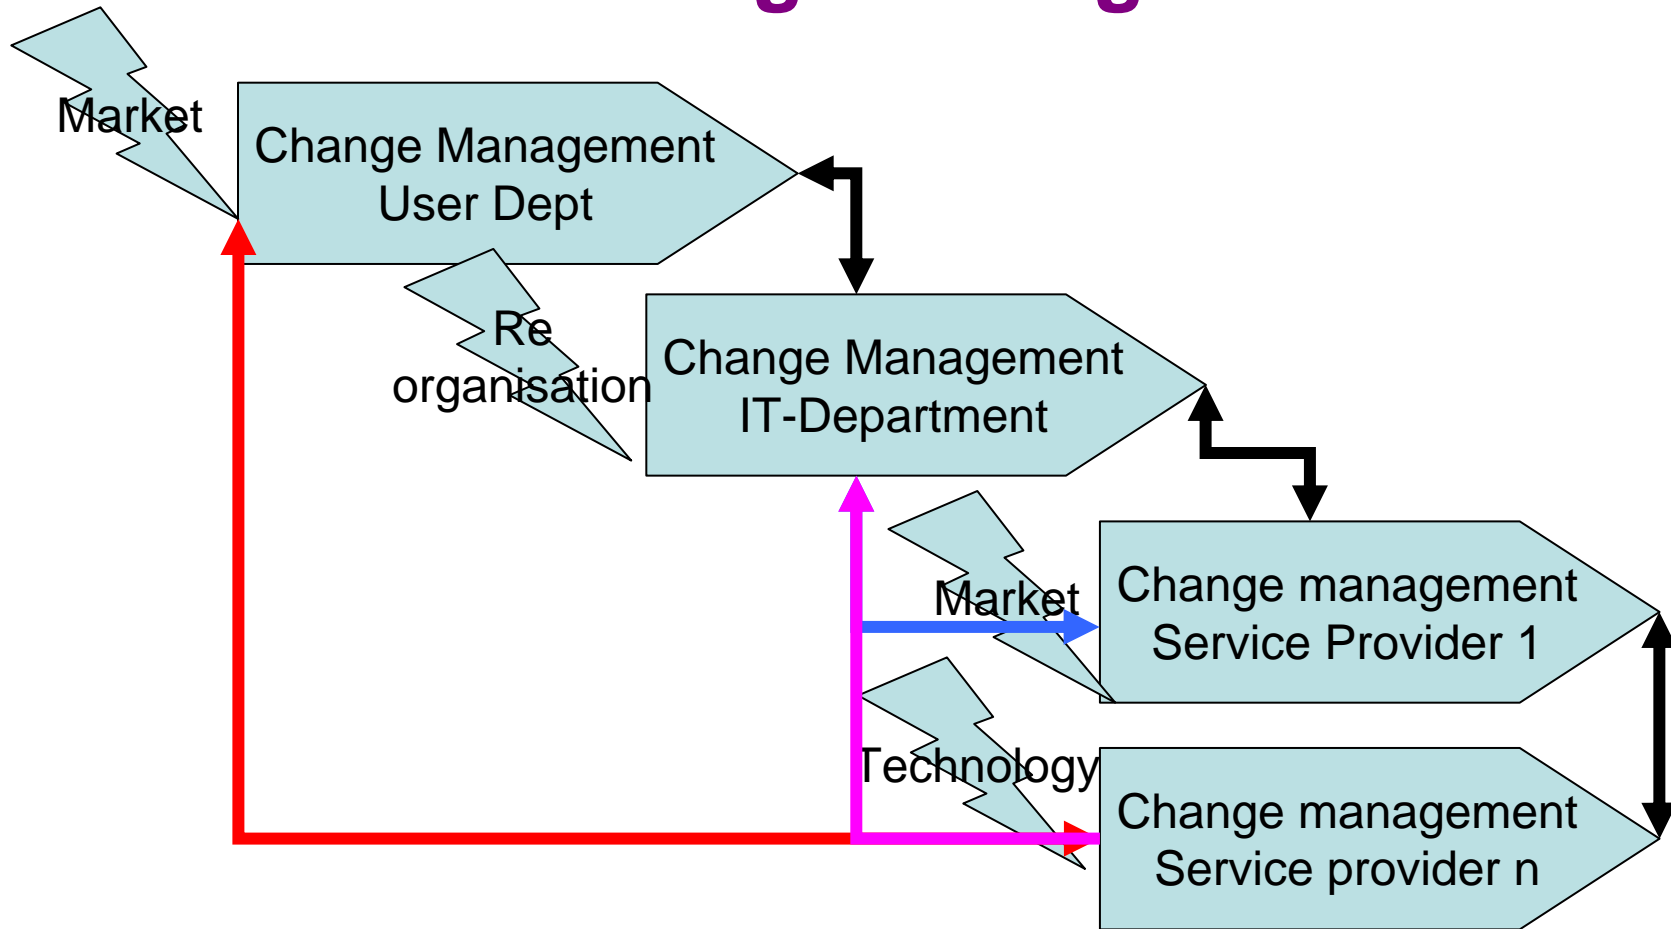 Market
Change Management
User Dept
Re
organisation
Change Management
IT-Department
Market
Change management
Service Provider 1
Technology
Change management
Service provider n